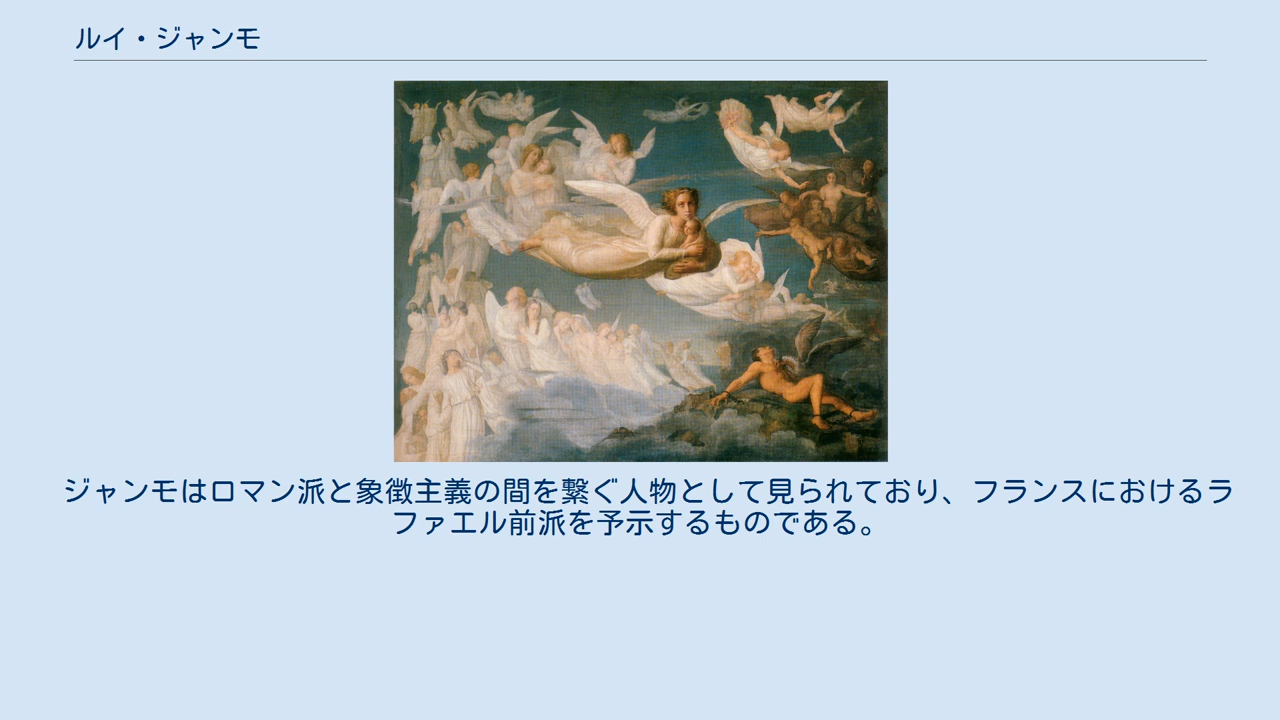 ルイ・ジャンモ
ジャンモはロマン派と象徴主義の間を繋ぐ人物として見られており、フランスにおけるラ
ファエル前派を予示するものである。